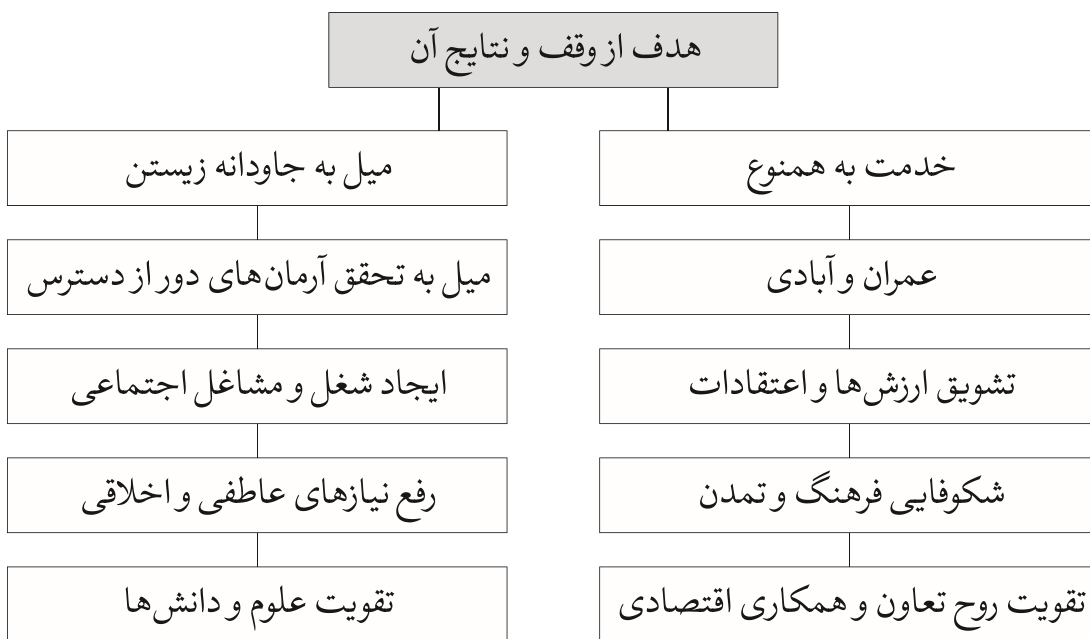 هدف از وقف و نتایج آن
خدمت به همنوع
عمران و آبادی
تشویق ارزش‌ها و اعتقادات
شکوفایی فرهنگ و تمدن
تقویت روح تعاون و همکاری اقتصادی
میل به جاودانه زیستن
میل به تحقق آرمان‌های دور از دسترس
ایجاد شغل و مشاغل اجتماعی
رفع نیازهای عاطفی و اخلاقی
تقویت علوم و دانش‌ها